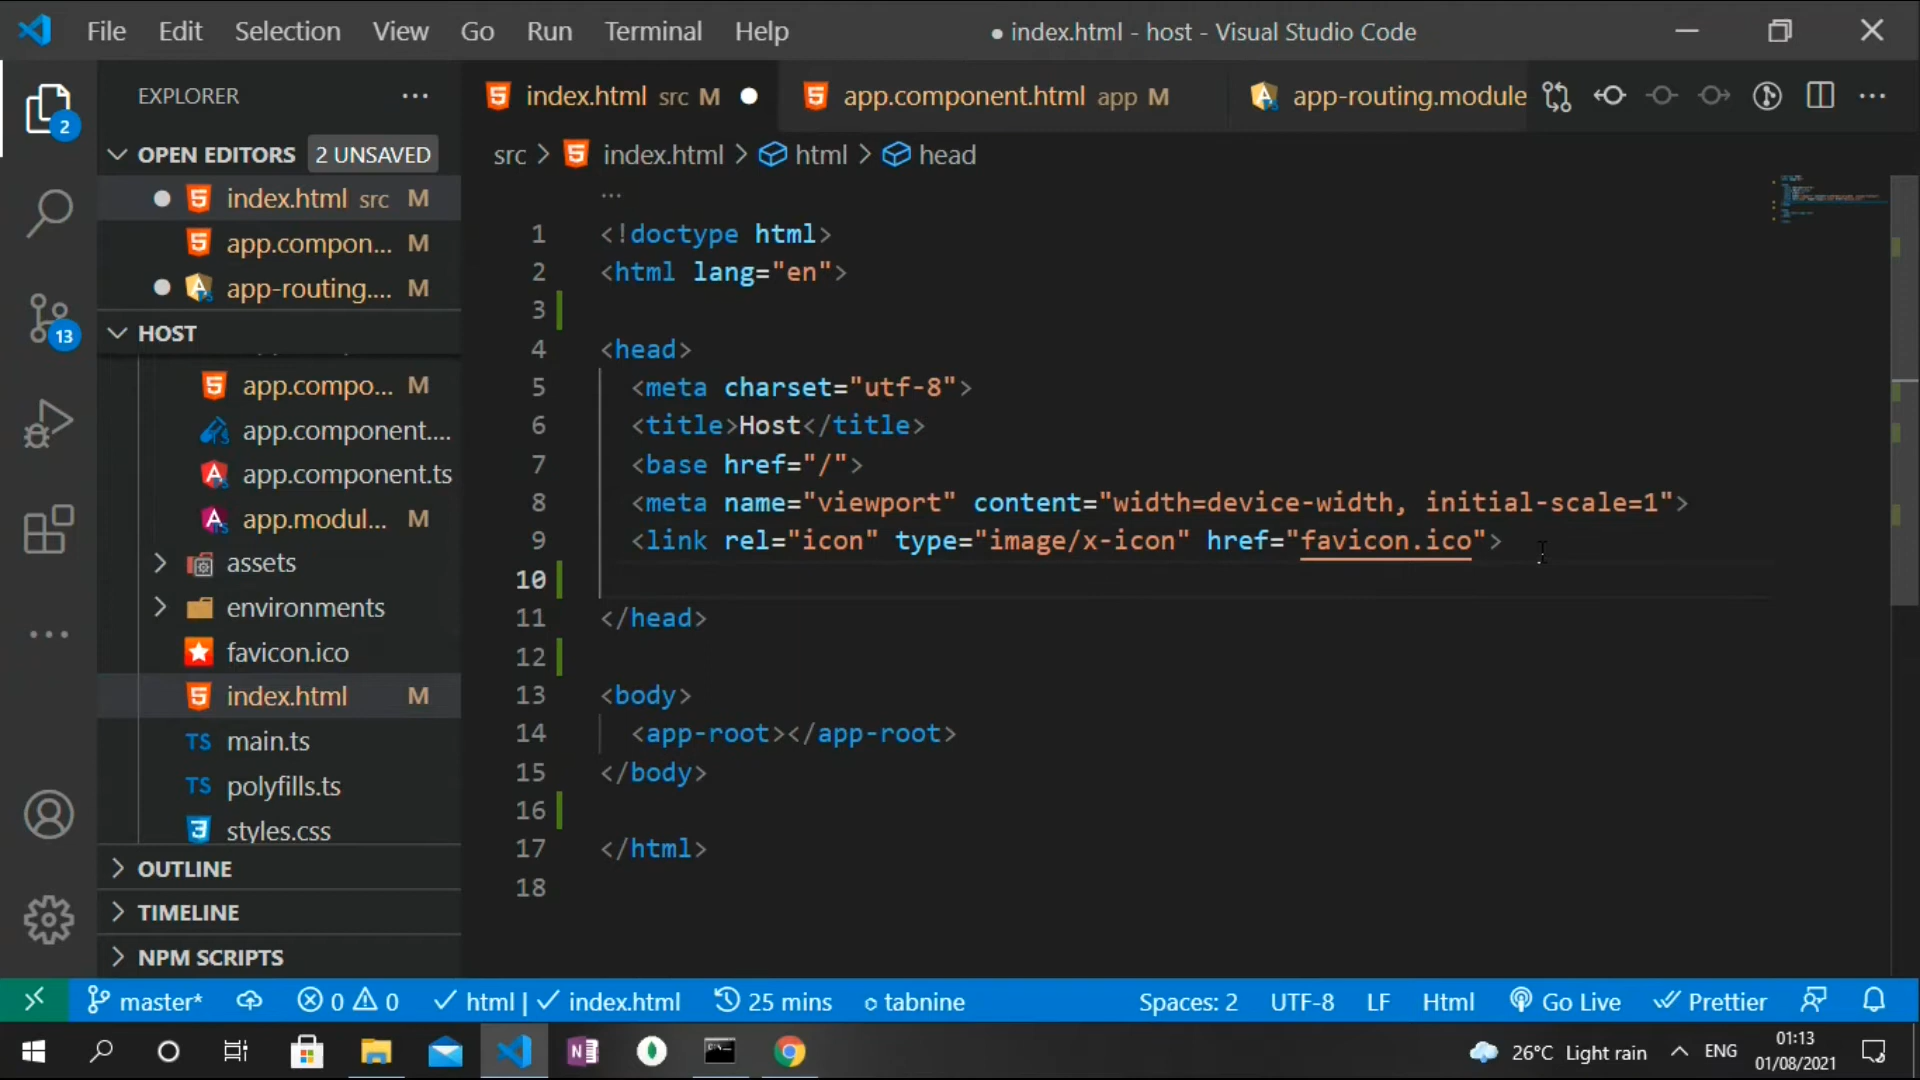 File Edit Selection View Go Run Terminal Help ● index.html - host - Visual Studio Code
EXPLORER ···
index.html src M ● app.component.html app M app-routing.module ···
2
OPEN EDITORS 2 UNSAVED
src > index.html > html > head
index.html src M
app.compon... M
app-routing.... M
13
HOST
app.compo... M
app.component....
app.component.ts
app.modul... M
assets
environments
favicon.ico
index.html M
main.ts
polyfills.ts
styles.css
OUTLINE
TIMELINE
NPM SCRIPTS
...
1 <!doctype html>
2 <html lang="en">
3
4 <head>
5 <meta charset="utf-8">
6 <title>Host</title>
7 <base href="/">
8 <meta name="viewport" content="width=device-width, initial-scale=1">
9 <link rel="icon" type="image/x-icon" href="favicon.ico">
10
11 </head>
12
13 <body>
14 <app-root></app-root>
15 </body>
16
17 </html>
18
master* 0 0 html | index.html 25 mins tabnine Spaces: 2 UTF-8 LF Html Go Live Prettier
26°C Light rain ENG 01:13
01/08/2021